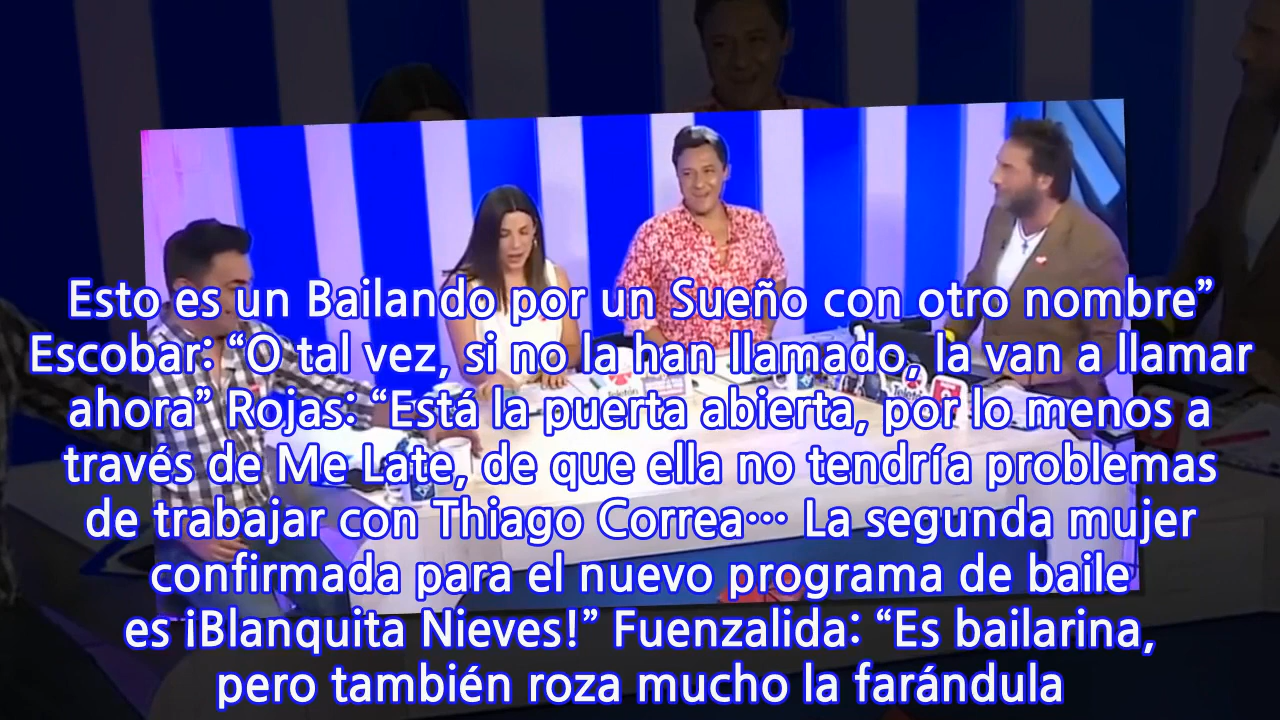 Esto es un Bailando por un Sueño con otro nombre”
Escobar: “O tal vez, si no la han llamado, la van a llamar
ahora” Rojas: “Está la puerta abierta, por lo menos a
través de Me Late, de que ella no tendría problemas
de trabajar con Thiago Correa… La segunda mujer
confirmada para el nuevo programa de baile
es ¡Blanquita Nieves!” Fuenzalida: “Es bailarina,
pero también roza mucho la farándula
Teletón